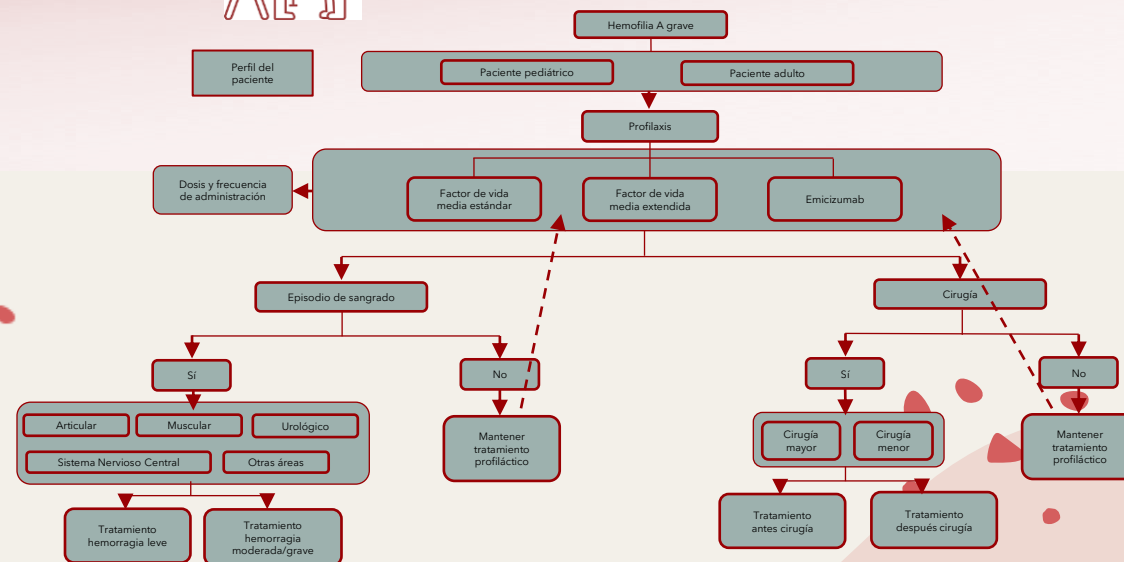 Hemofilia A grave
Perfil del
paciente
Paciente pediátrico
Paciente adulto
Profilaxis
Dosis y frecuencia
de administración
Factor de vida
media estándar
Factor de vida
media extendida
Emicizumab
Episodio de sangrado
Cirugía
Sí
No
Sí
No
Articular
Muscular
Urológico
Sistema Nervioso Central
Otras áreas
Mantener
tratamiento
profiláctico
Cirugía
mayor
Cirugía
menor
Mantener
tratamiento
profiláctico
Tratamiento
hemorragia leve
Tratamiento
hemorragia
moderada/grave
Tratamiento
antes cirugía
Tratamiento
después cirugía